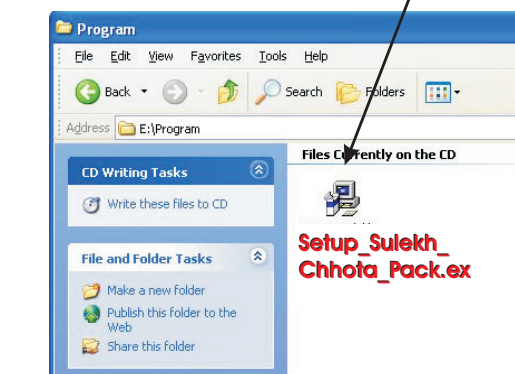 Program
File Edit View Favorites Tools Help
Back Search Folders
Address E:\Program
Files Currently on the CD
CD Writing Tasks
Write these files to CD
Setup_Sulekh_
Chhota_Pack.ex
File and Folder Tasks
Make a new folder
Publish this folder to the
Web
Share this folder